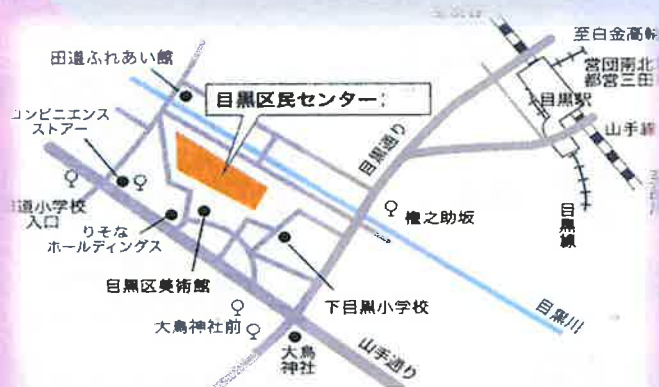 至白金高輪
営団南北
都営三田
田道ふれあい館
目黒区民センター
目黒駅
コンビニエンス
ストアー
山手線
目黒通り
田道小学校
入口
権之助坂
目黒線
りそな
ホールディングス
目黒区美術館
下目黒小学校
目黒川
大鳥神社前
大鳥
神社
山手通り